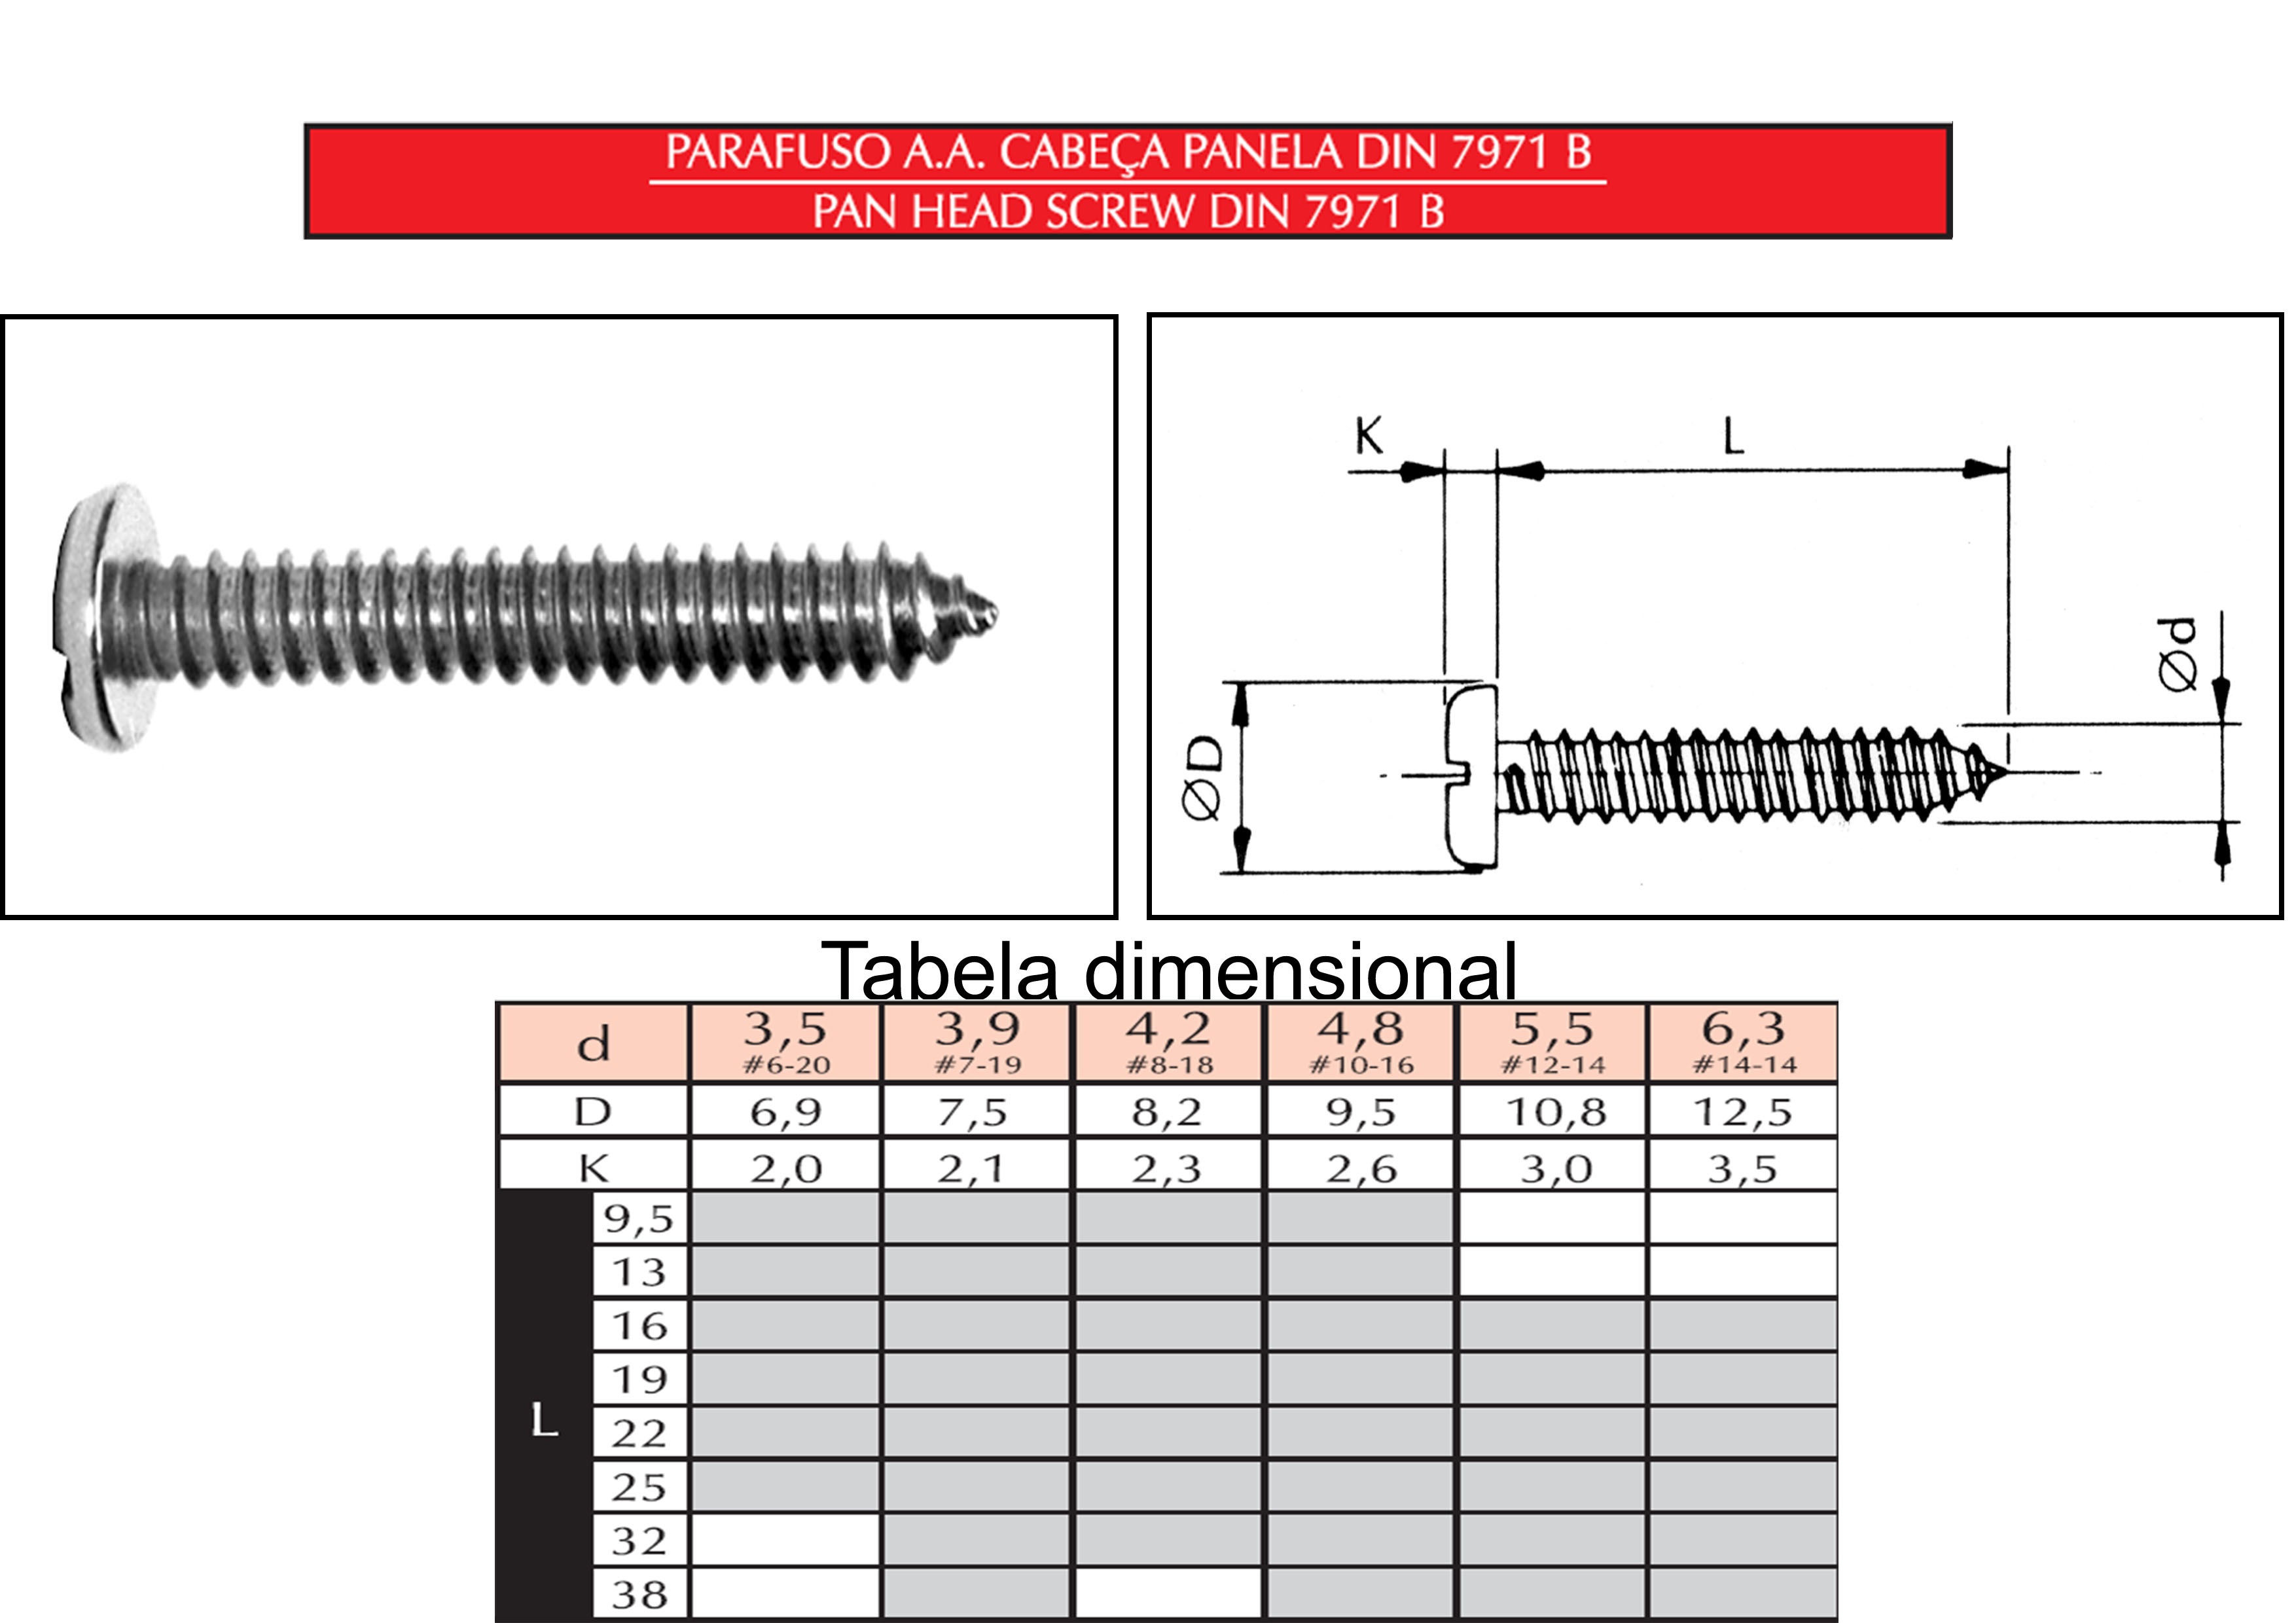 PARAFUSO A.A. CABEÇA PANELA DIN 7971 B
PAN HEAD SCREW DIN 7971 B
K L
Ød
ØD
Tabela dimensional
d 3,5 3,9 4,2 4,8 5,5 6,3
#6-20 #7-19 #8-18 #10-16 #12-14 #14-14
D 6,9 7,5 8,2 9,5 10,8 12,5
K 2,0 2,1 2,3 2,6 3,0 3,5
L
9,5
13
16
19
22
25
32
38